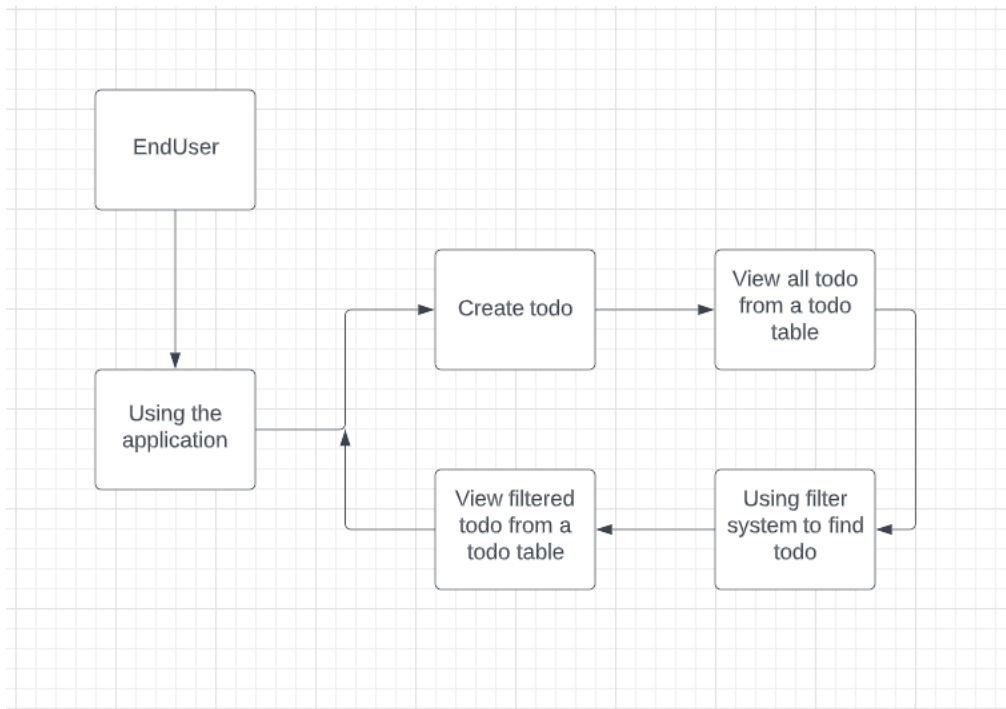 EndUser
Using the
application
Create todo
View all todo
from a todo
table
Using filter
system to find
todo
View filtered
todo from a
todo table